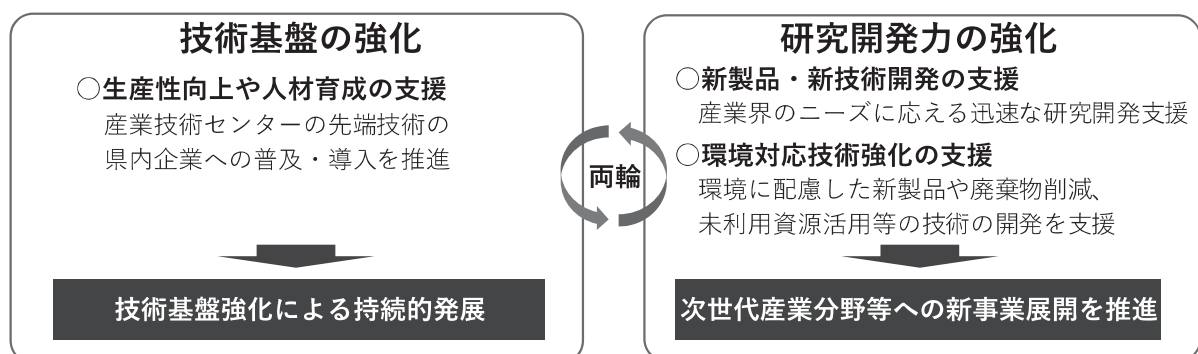 技術基盤の強化
○生産性向上や人材育成の支援
産業技術センターの先端技術の
県内企業への普及・導入を推進
技術基盤強化による持続的発展
両輪
研究開発力の強化
○新製品・新技術開発の支援
産業界のニーズに応える迅速な研究開発支援
○環境対応技術強化の支援
環境に配慮した新製品や廃棄物削減、
未利用資源活用等の技術の開発を支援
次世代産業分野等への新事業展開を推進